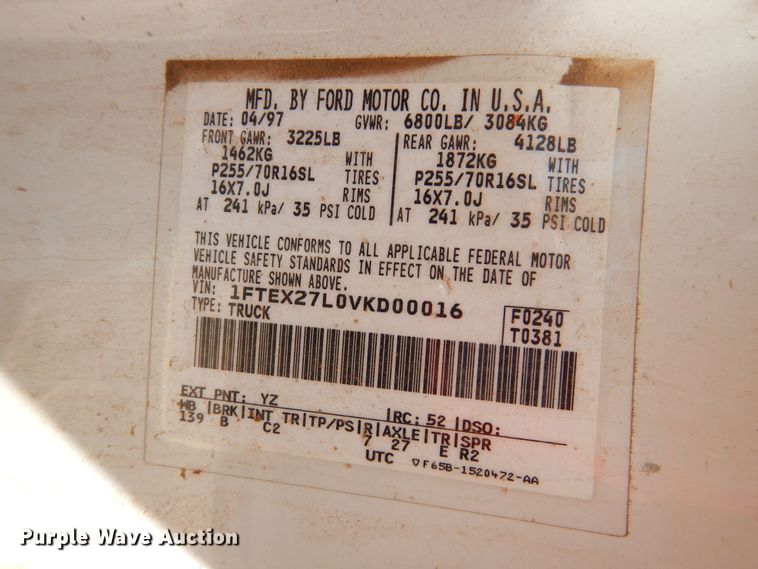 MFD. BY FORD MOTOR CO. IN U.S.A.
DATE: 04/97 GVWR: 6800LB/ 3084KG
FRONT GAWR: 3225LB REAR GAWR: 4128LB
1462KG WITH 1872KG WITH
P255/70R16SL TIRES P255/70R16SL TIRES
16X7.0J RIMS 16X7.0J RIMS
AT 241 kPa/ 35 PSI COLD AT 241 kPa/ 35 PSI COLD
THIS VEHICLE CONFORMS TO ALL APPLICABLE FEDERAL MOTOR
VEHICLE SAFETY STANDARDS IN EFFECT ON THE DATE OF
MANUFACTURE SHOWN ABOVE.
VIN: 1FTEX27L0VKD00016 F0240
TYPE: TRUCK T0381
EXT PNT: YZ RC: 52 DSO:
WB BRK INT TR TP/PS R AXLE TR SPR
139 B C2 7 27 E R2
UTC ▽F65B-1520472-AA
Purple Wave Auction